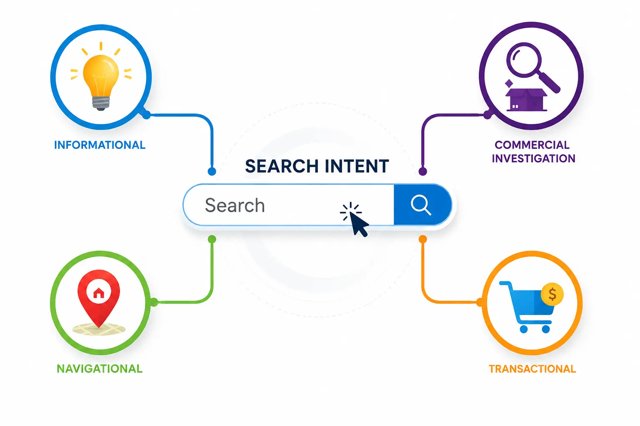 INFORMATIONAL
COMMERCIAL
INVESTIGATION
SEARCH INTENT
Search
$
NAVIGATIONAL
TRANSACTIONAL